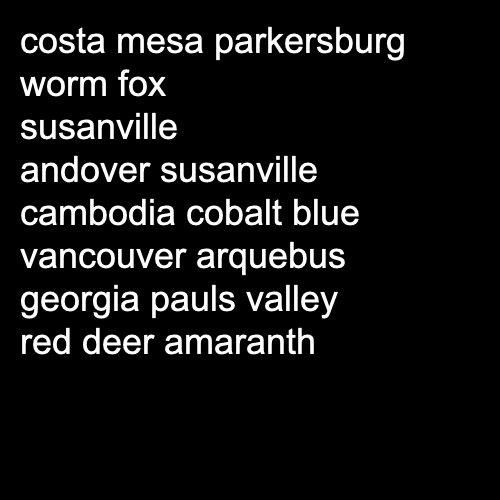 costa mesa parkersburg
worm fox
susanville
andover susanville
cambodia cobalt blue
vancouver arquebus
georgia pauls valley
red deer amaranth